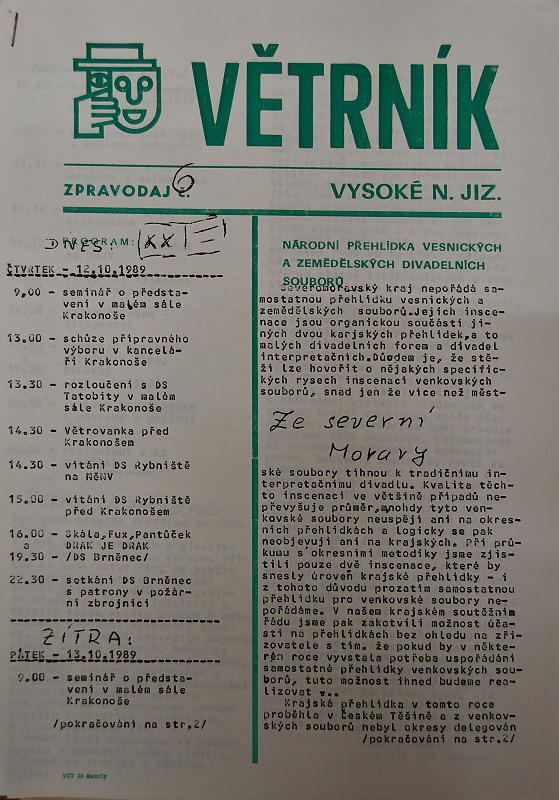 VĚTRNÍK
ZPRAVODAJ č. 6
VYSOKÉ N. JIZ.
DNES:
PROGRAM:
XX
ČTVRTEK - 12.10.1989
9,00 - seminář o předsta-
vení v malém sále
Krakonoše
13.00 - schůze přípravného
výboru v kancelá-
ři Krakonoše
13.30 - rozloučení s DS
Tatobity v malém
sále Krakonoše
14.30 - Větrovanka před
Krakonošem
14.30 - vítání DS Rybniště
na MěNV
15.00 - vítání DS Rybniště
před Krakonošem
16.00 - Skála,Fux,Pantůček
a DRAK JE DRAK
19.30 - /DS Brněnec/
22.30 - setkání DS Brněnec
s patrony v požár-
ní zbrojnici
ZÍTRA:
PÁTEK - 13.10.1989
9.00 - seminář o předsta-
vení v malém sále
Krakonoše
/pokračování na str.2/
NÁRODNÍ PŘEHLÍDKA VESNICKÝCH
A ZEMĚDĚLSKÝCH DIVADELNÍCH
SOUBORŮ
Severomoravský kraj nepořádá sa-
mostatnou přehlídku vesnických a
zemědělských souborů.Jejich insce-
nace jsou organickou součástí ji-
ných dvou karjských přehlídek,a to
malých divadelních forem a divadel
interpretačních.Důvodem je, že stě-
ží lze hovořit o nějakých specific-
kých rysech inscenací venkovských
souborů, snad jen že více než měst-
Ze severní
Moravy
ské soubory tíhnou k tradičnímu in-
terpretačnímu divadlu. Kvalita těch-
to inscenací ve většině případů ne-
převyšuje průměr,mnohdy tyto ven-
kovské soubory neuspějí ani na okres-
ních přehlídkách a logicky se pak
neobjevují ani na krajských. Při prů-
kumu s okresními metodiky jsme zjis-
tili pouze dvě inscenace, které by
snesly úroveň krajské přehlídky - i
z tohoto důvodu prozatím samostatnou
přehlídku pro venkovské soubory ne-
pořádáme. V našem krajském soutěžním
řádu jsme pak zakotvili možnost úča-
sti na přehlídkách bez ohledu na zři-
zovatele s tím, že pokud by v někte-
rém roce vyvstala potřeba uspořádání
samostatné přehlídky venkovských sou-
borů, tuto možnost ihned budeme rea-
lizovat ...
Krajská přehlídka v tomto roce
proběhla v Českém Těšíně a z venkov-
ských souborů nebyl okresy delegován
/pokračování na str.2/
VČT 28 Semily